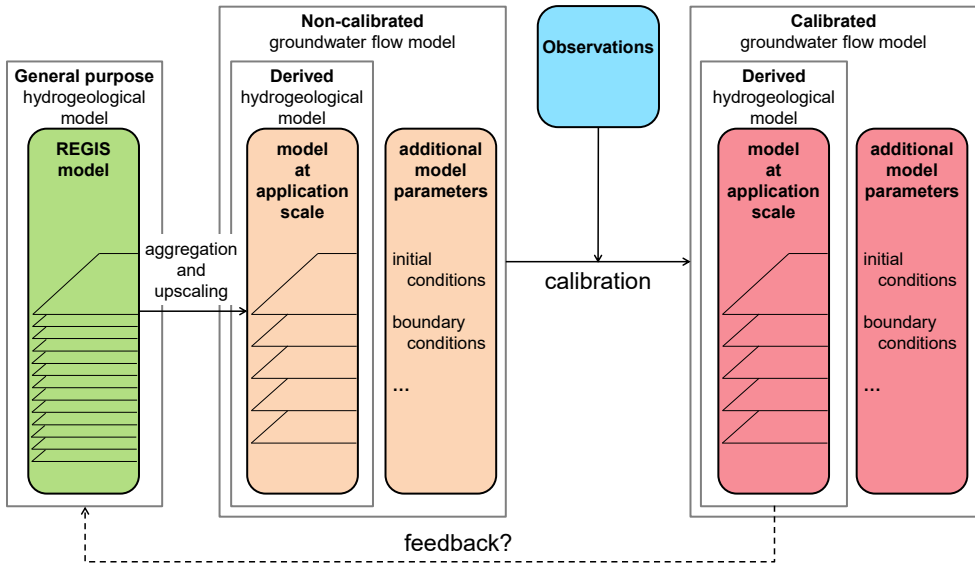 General purpose
hydrogeological
model
REGIS
model
aggregation
and
upscaling
Non-calibrated
groundwater flow model
Derived
hydrogeological
model
model
at
application
scale
additional
model
parameters
initial
conditions
boundary
conditions
...
Observations
calibration
Calibrated
groundwater flow model
Derived
hydrogeological
model
model
at
application
scale
additional
model
parameters
initial
conditions
boundary
conditions
...
feedback?